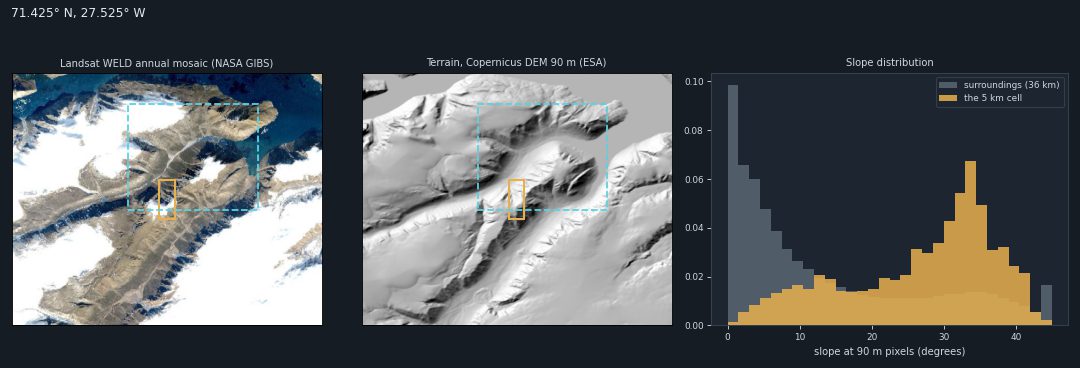 71.425° N, 27.525° W
Landsat WELD annual mosaic (NASA GIBS)
Terrain, Copernicus DEM 90 m (ESA)
Slope distribution
surroundings (36 km)
the 5 km cell
0.10
0.08
0.06
0.04
0.02
0.00
0 10 20 30 40
slope at 90 m pixels (degrees)